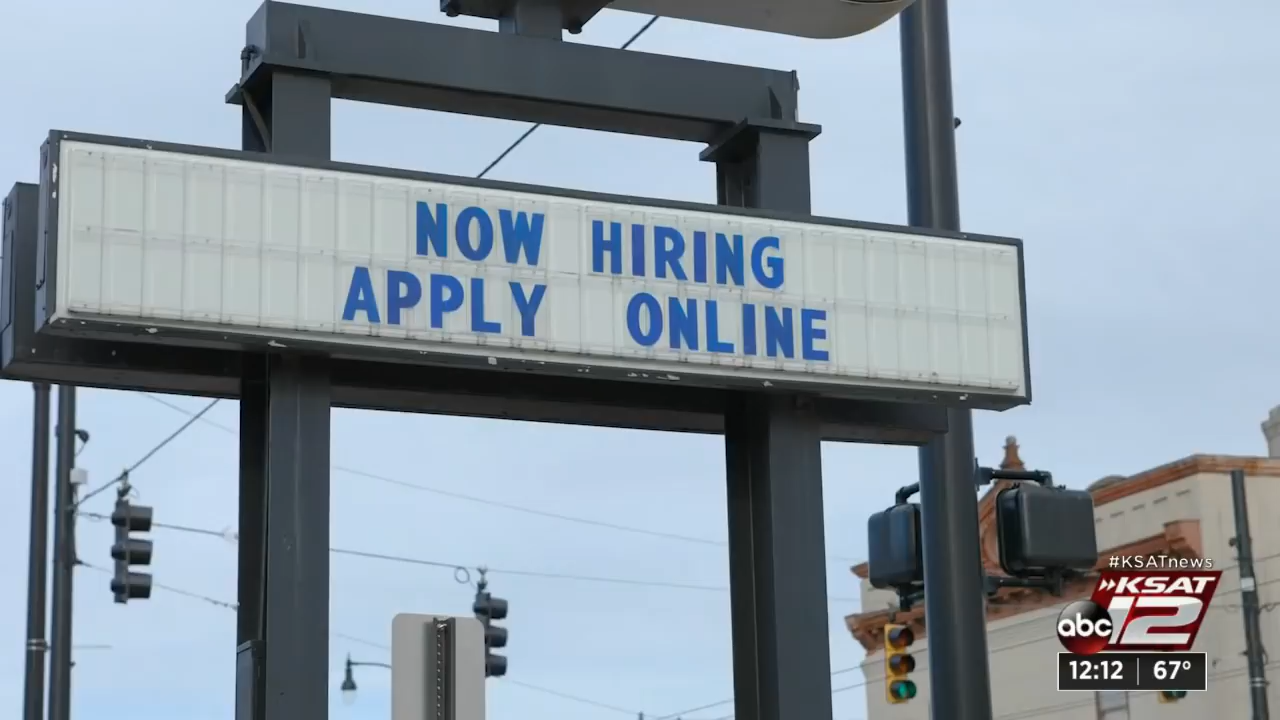 NOW HIRING
APPLY ONLINE
#KSATnews
KSAT
abc 12
12:12 67°